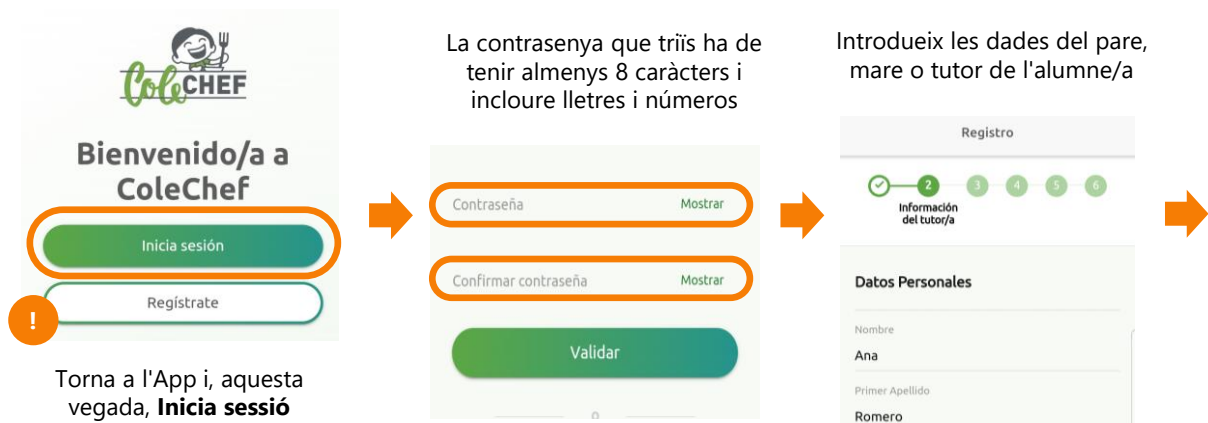 ColeCHEF
Bienvenido/a a
ColeChef
Inicia sesión
Regístrate
!
Torna a l'App i, aquesta
vegada, Inicia sessió
La contrasenya que triïs ha de
tenir almenys 8 caràcters i
incloure lletres i números
Contraseña Mostrar
Confirmar contraseña Mostrar
Validar
Introdueix les dades del pare,
mare o tutor de l'alumne/a
Registro
2 3 4 5 6
Información
del tutor/a
Datos Personales
Nombre
Ana
Primer Apellido
Romero